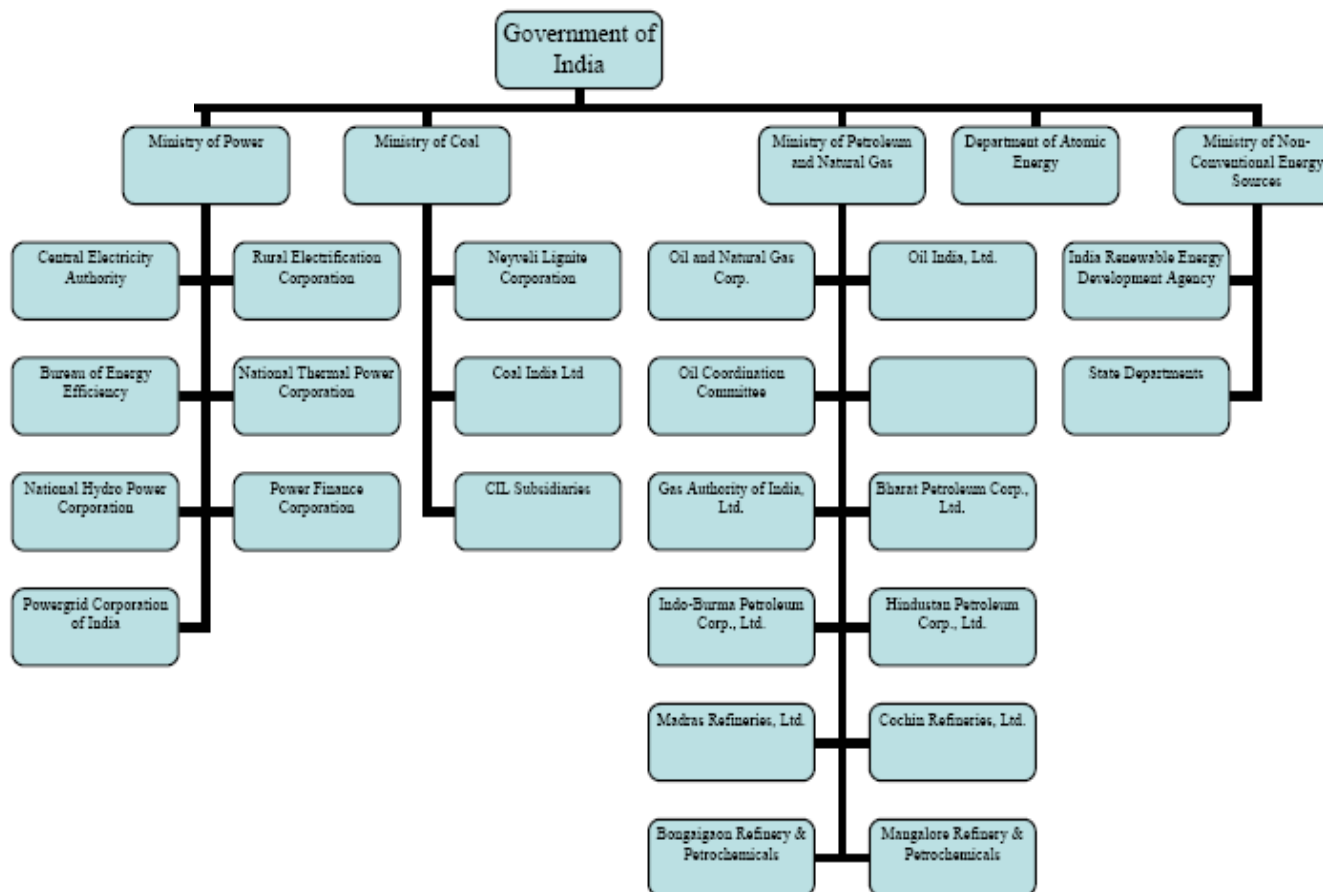 Government of
India
Ministry of Power
Ministry of Coal
Ministry of Petroleum
and Natural Gas
Department of Atomic
Energy
Ministry of Non-
Conventional Energy
Sources
Central Electricity
Authority
Rural Electrification
Corporation
Bureau of Energy
Efficiency
National Thermal Power
Corporation
National Hydro Power
Corporation
Power Finance
Corporation
Powergrid Corporation
of India
Neyveli Lignite
Corporation
Coal India Ltd
CIL Subsidiaries
Oil and Natural Gas
Corp.
Oil India, Ltd.
Oil Coordination
Committee
Gas Authority of India,
Ltd.
Bharat Petroleum Corp.,
Ltd.
Indo-Burma Petroleum
Corp., Ltd.
Hindustan Petroleum
Corp., Ltd.
Madras Refineries, Ltd.
Cochin Refineries, Ltd.
Bongaigaon Refinery &
Petrochemicals
Mangalore Refinery &
Petrochemicals
India Renewable Energy
Development Agency
State Departments